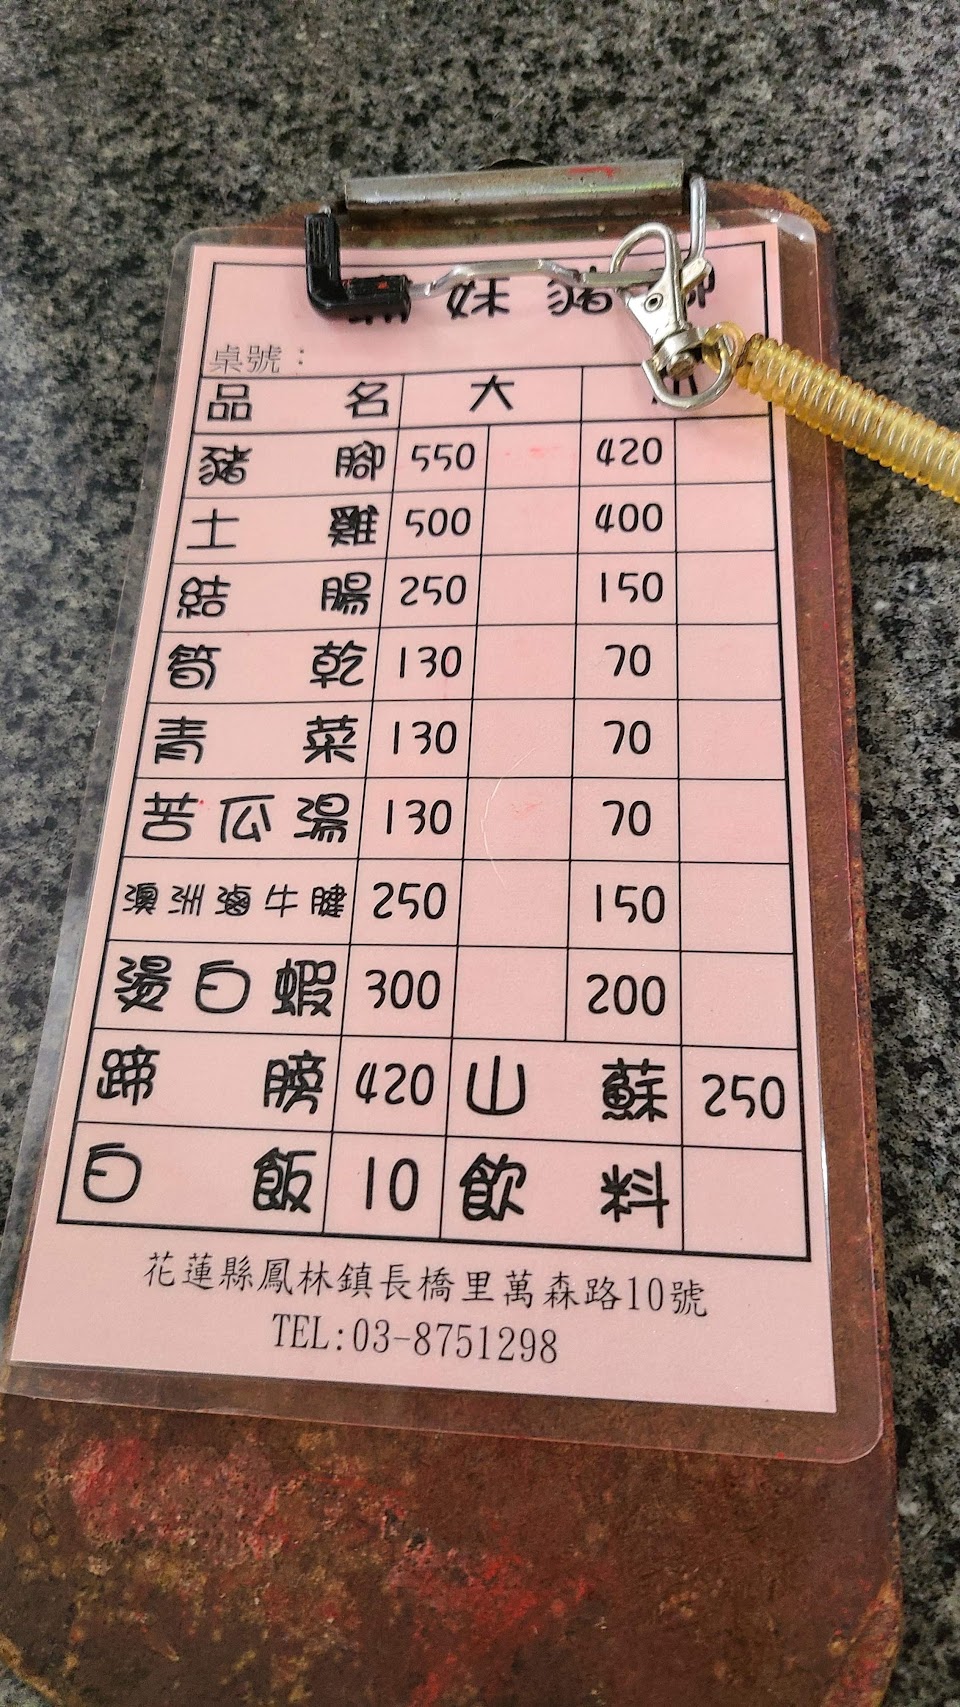 妹豬
桌號：
品名 大
豬腳 550 420
土雞 500 400
結腸 250 150
筍乾 130 70
青菜 130 70
苦瓜湯 130 70
澳洲滷牛腱 250 150
燙白蝦 300 200
蹄膀 420 山蘇 250
白飯 10 飲料
花蓮縣鳳林鎮長橋里萬森路10號
TEL:03-8751298